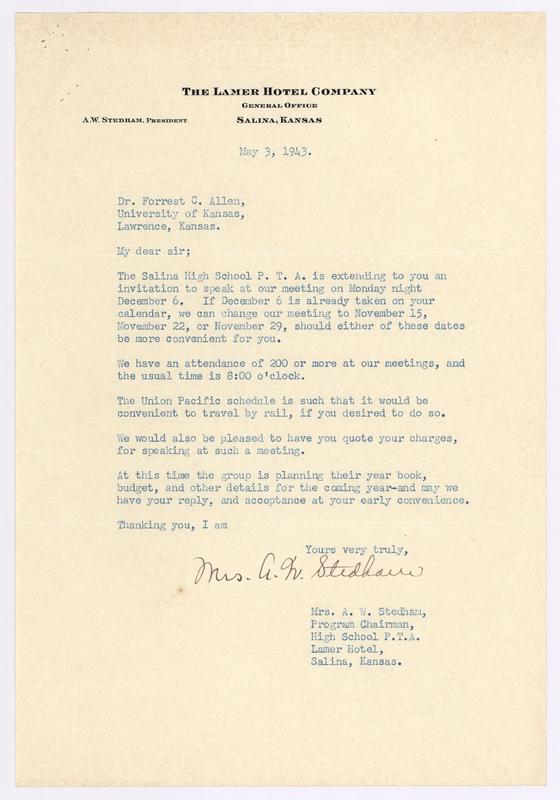 THE LAMER HOTEL COMPANY
GENERAL OFFICE
A.W. STEDHAM, PRESIDENT SALINA, KANSAS
May 3, 1943.
Dr. Forrest C. Allen,
University of Kansas,
Lawrence, Kansas.
My dear sir;
The Salina High School P. T. A. is extending to you an
invitation to speak at our meeting on Monday night
December 6. If December 6 is already taken on your
calendar, we can change our meeting to November 15,
November 22, or November 29, should either of these dates
be more convenient for you.
We have an attendance of 200 or more at our meetings, and
the usual time is 8:00 o'clock.
The Union Pacific schedule is such that it would be
convenient to travel by rail, if you desired to do so.
We would also be pleased to have you quote your charges,
for speaking at such a meeting.
At this time the group is planning their year book,
budget, and other details for the coming year-and may we
have your reply, and acceptance at your early convenience.
Thanking you, I am
Yours very truly,
Mrs. A. W. Stedham
Mrs. A. W. Stedham,
Program Chairman,
High School P.T.A.
Lamer Hotel,
Salina, Kansas.